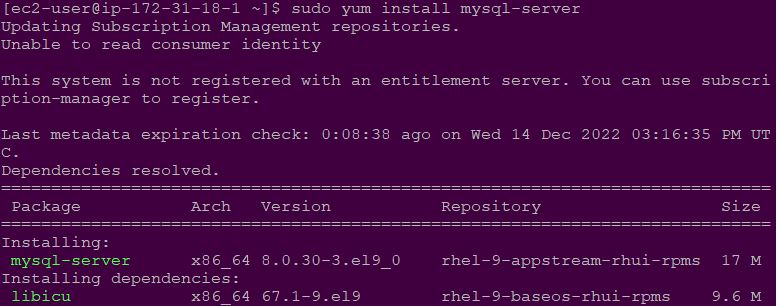 [ec2-user@ip-172-31-18-1 ~]$ sudo yum install mysql-server
Updating Subscription Management repositories.
Unable to read consumer identity
This system is not registered with an entitlement server. You can use subscri
ption-manager to register.
Last metadata expiration check: 0:08:38 ago on Wed 14 Dec 2022 03:16:35 PM UT
C.
Dependencies resolved.
=============================================================================
Package Arch Version Repository Size
=============================================================================
Installing:
mysql-server x86_64 8.0.30-3.el9_0 rhel-9-appstream-rhui-rpms 17 M
Installing dependencies:
libicu x86_64 67.1-9.el9 rhel-9-baseos-rhui-rpms 9.6 M